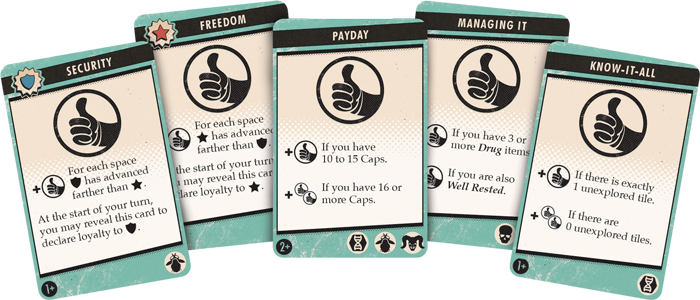 SECURITY
For each space
has advanced
farther than .
At the start of your turn,
you may reveal this card to
declare loyalty to .
1+
FREEDOM
For each space
has advanced
farther than .
the start of your turn,
may reveal this
loyalty to .
PAYDAY
If you have
10 to 15 Caps.
If you have 16 or
more Caps.
2+
MANAGING IT
If you have 3 or
more Drug items
If you are also
Well Rested.
KNOW-IT-ALL
If there is exactly
1 unexplored tile.
If there are
0 unexplored tiles.
1+